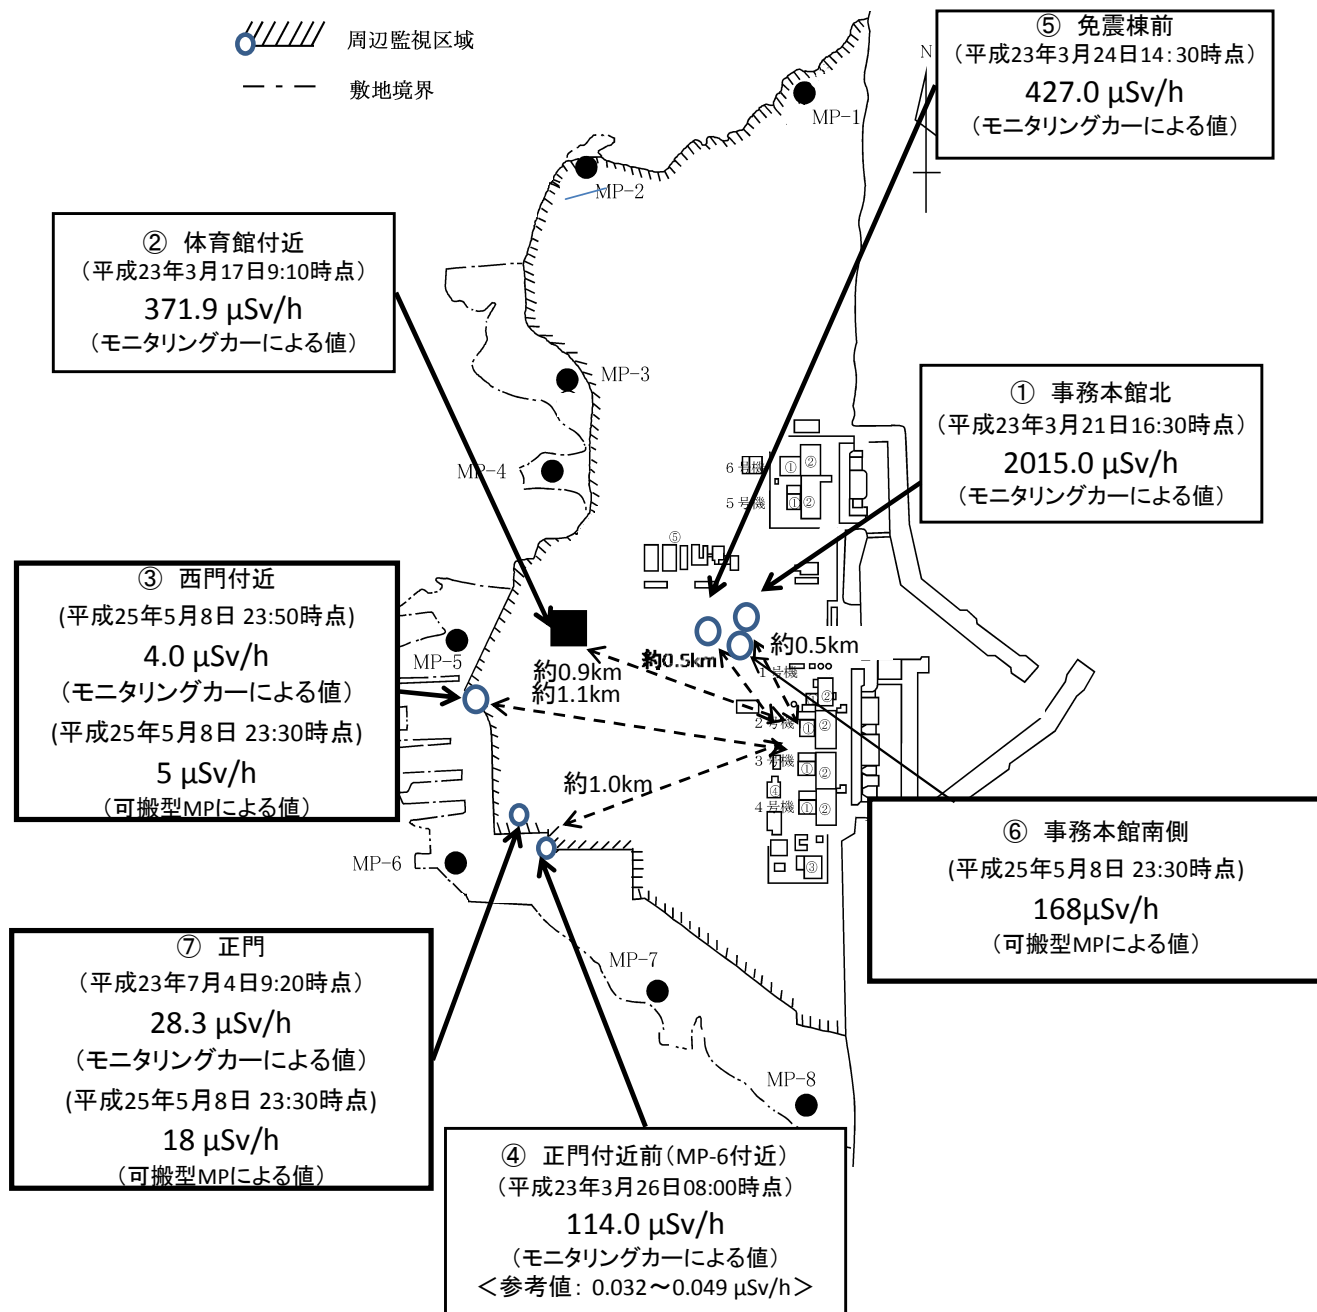 周辺監視区域
敷地境界
⑤ 免震棟前
（平成23年3月24日14：30時点）
427.0 μSv/h
（モニタリングカーによる値）
N
MP-1
MP-2
② 体育館付近
（平成23年3月17日9:10時点）
371.9 μSv/h
（モニタリングカーによる値）
MP-3
MP-4
① 事務本館北
（平成23年3月21日16:30時点）
2015.0 μSv/h
（モニタリングカーによる値）
６号機
① ②
５号機
① ②
⑤
③ 西門付近
(平成25年5月8日 23:50時点)
4.0 μSv/h
（モニタリングカーによる値）
(平成25年5月8日 23:30時点)
5 μSv/h
（可搬型MPによる値）
MP-5
約0.9km
約1.1km
約0.5km
約0.5km
１号機
②
２号機
① ②
３号機
① ②
④
４号機
① ②
③
約1.0km
MP-6
⑥ 事務本館南側
(平成25年5月8日 23:30時点)
168μSv/h
（可搬型MPによる値）
⑦ 正門
（平成23年7月4日9:20時点）
28.3 μSv/h
（モニタリングカーによる値）
(平成25年5月8日 23:30時点)
18 μSv/h
（可搬型MPによる値）
MP-7
MP-8
④ 正門付近前（MP-6付近）
（平成23年3月26日08:00時点）
114.0 μSv/h
（モニタリングカーによる値）
＜参考値： 0.032～0.049 μSv/h＞